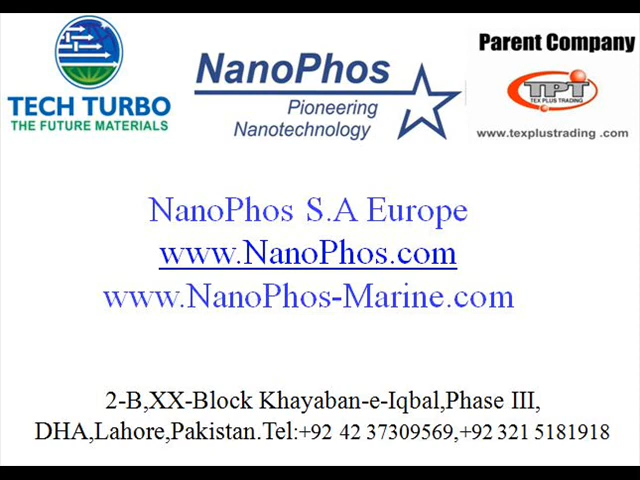 TECH TURBO
THE FUTURE MATERIALS
NanoPhos
Pioneering
Nanotechnology
Parent Company
TPT
TEX PLUS TRADING
www.texplustrading .com
NanoPhos S.A Europe
www.NanoPhos.com
www.NanoPhos-Marine.com
2-B,XX-Block Khayaban-e-Iqbal,Phase III,
DHA,Lahore,Pakistan.Tel:+92 42 37309569,+92 321 5181918